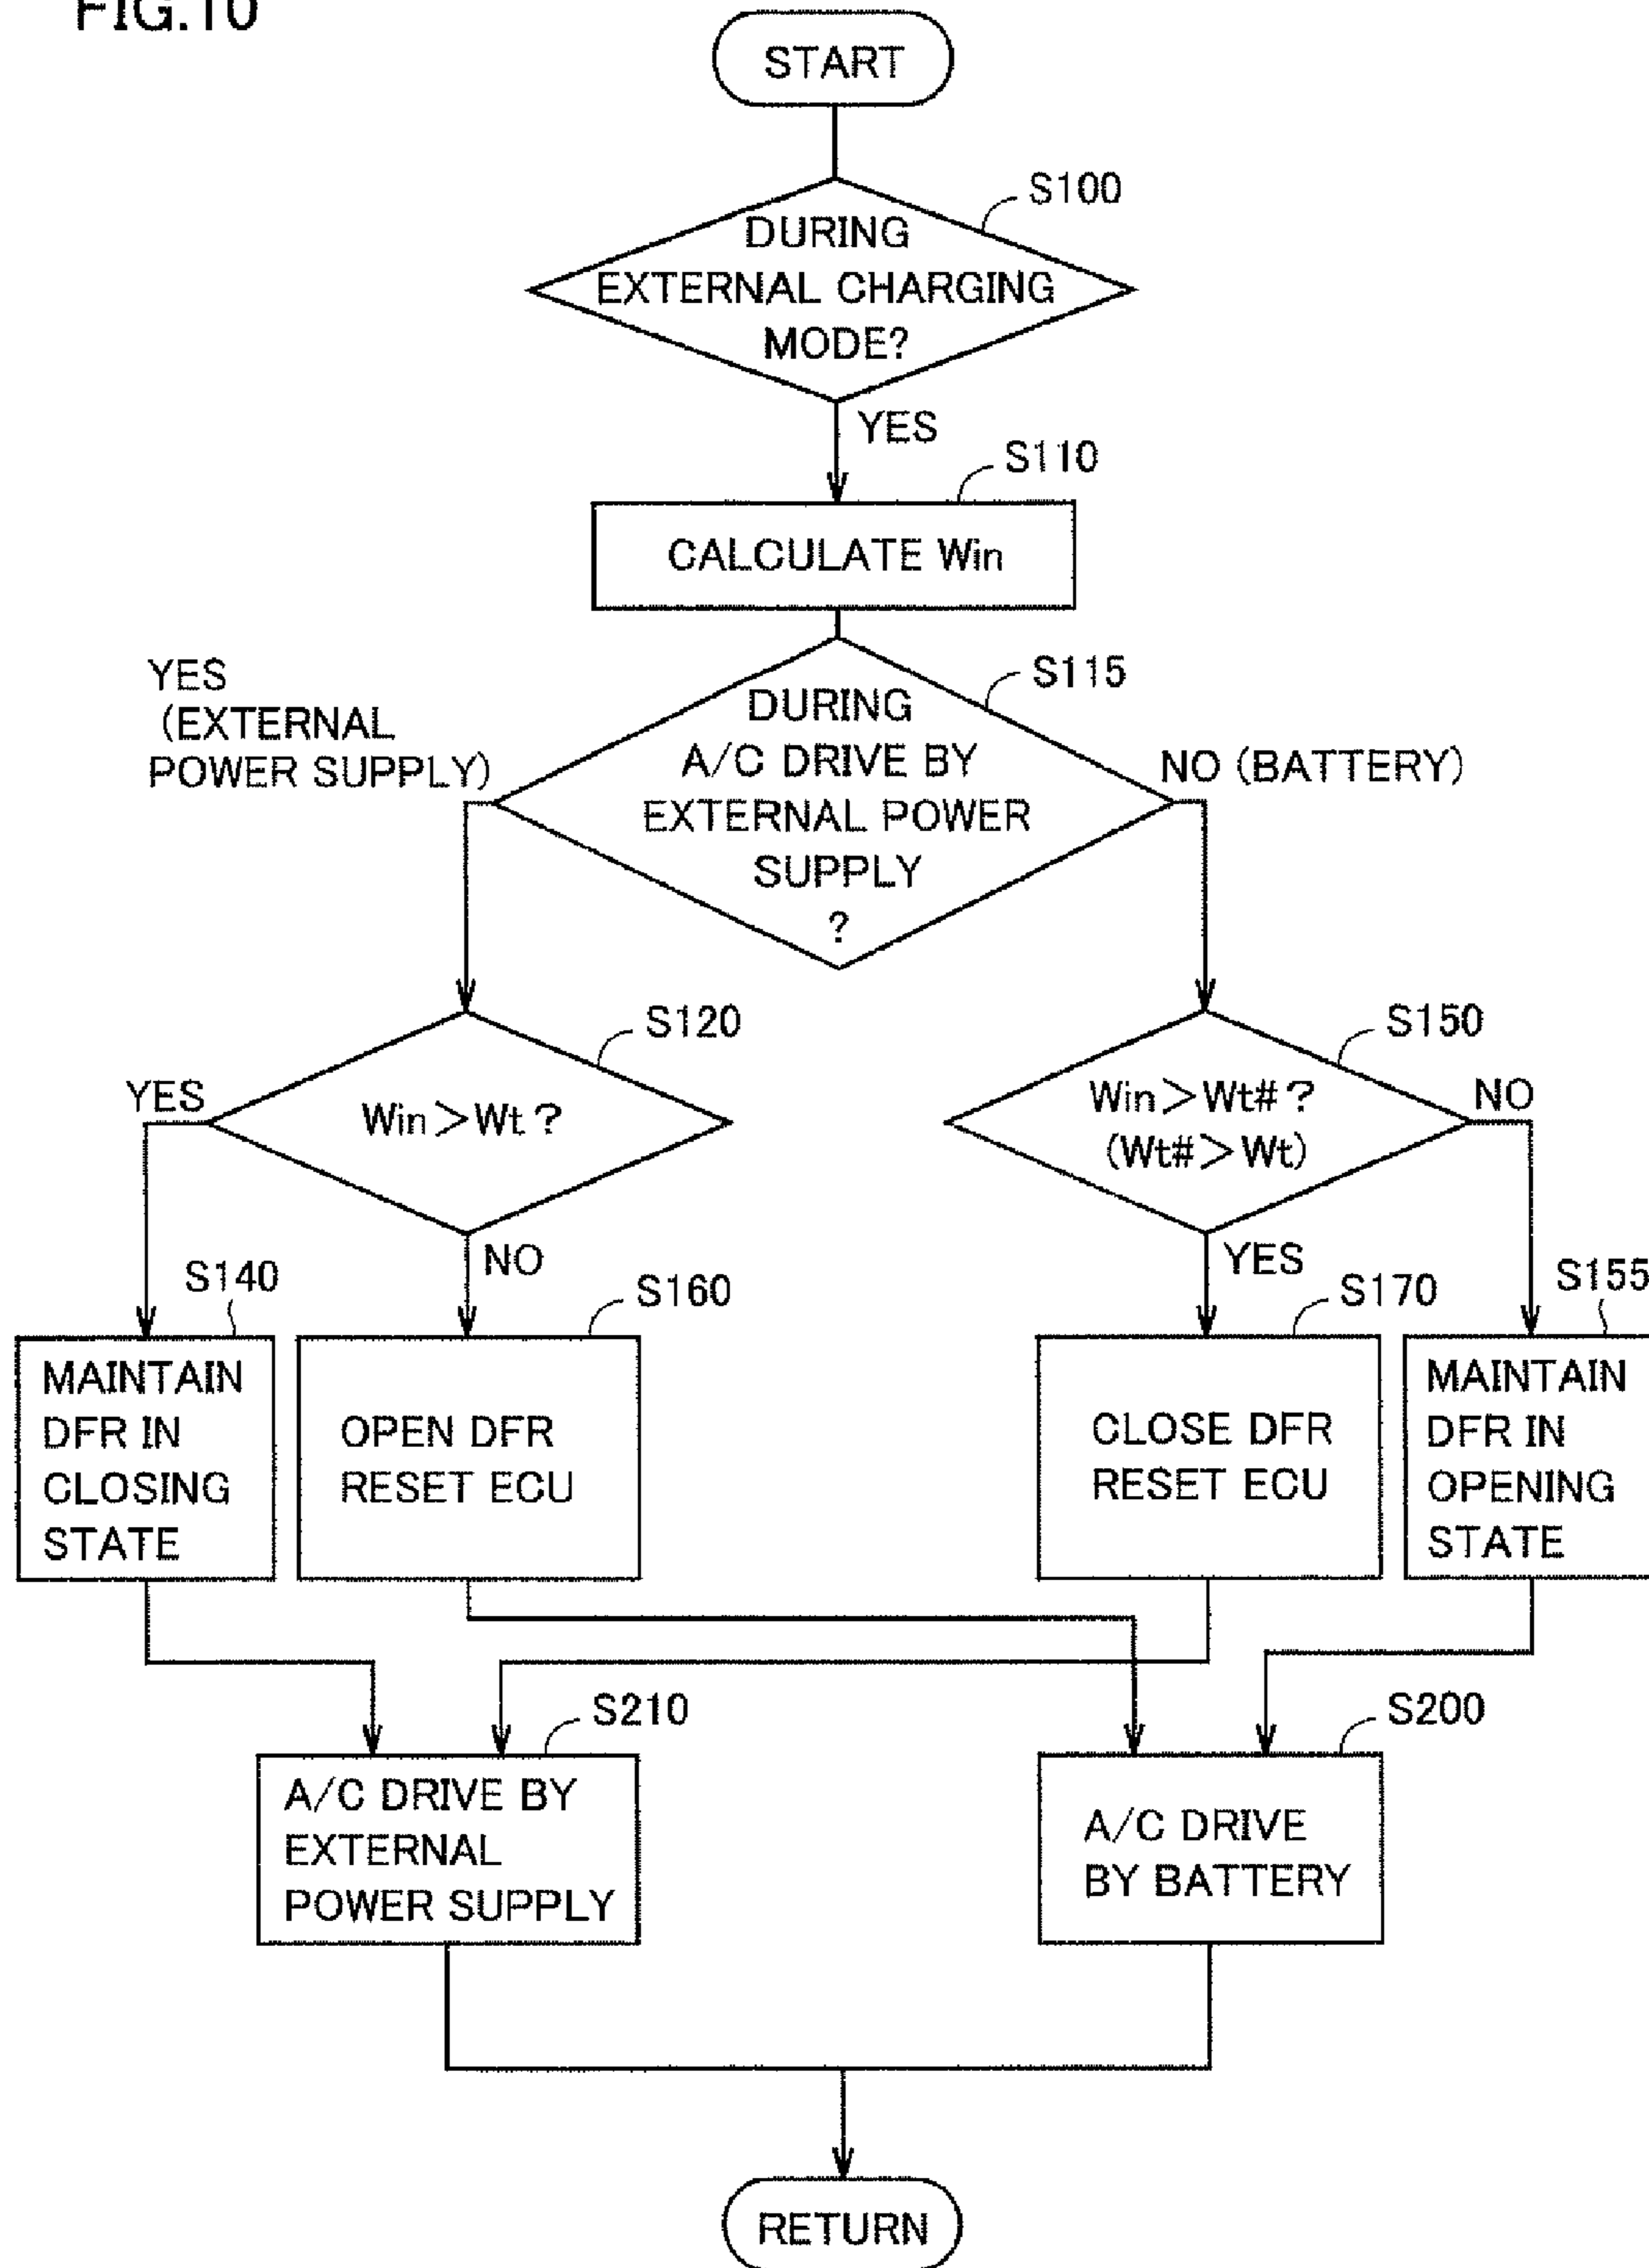 FIG.10
START
S100
DURING
EXTERNAL CHARGING
MODE?
YES
S110
CALCULATE Win
S115
DURING
A/C DRIVE BY
EXTERNAL POWER
SUPPLY
?
YES
(EXTERNAL
POWER SUPPLY)
NO (BATTERY)
S120
Win＞Wt？
YES
NO
S150
Win＞Wt#？
(Wt#＞Wt)
NO
YES
S140
MAINTAIN
DFR IN
CLOSING
STATE
S160
OPEN DFR
RESET ECU
S170
CLOSE DFR
RESET ECU
S155
MAINTAIN
DFR IN
OPENING
STATE
S210
A/C DRIVE BY
EXTERNAL
POWER SUPPLY
S200
A/C DRIVE
BY BATTERY
RETURN